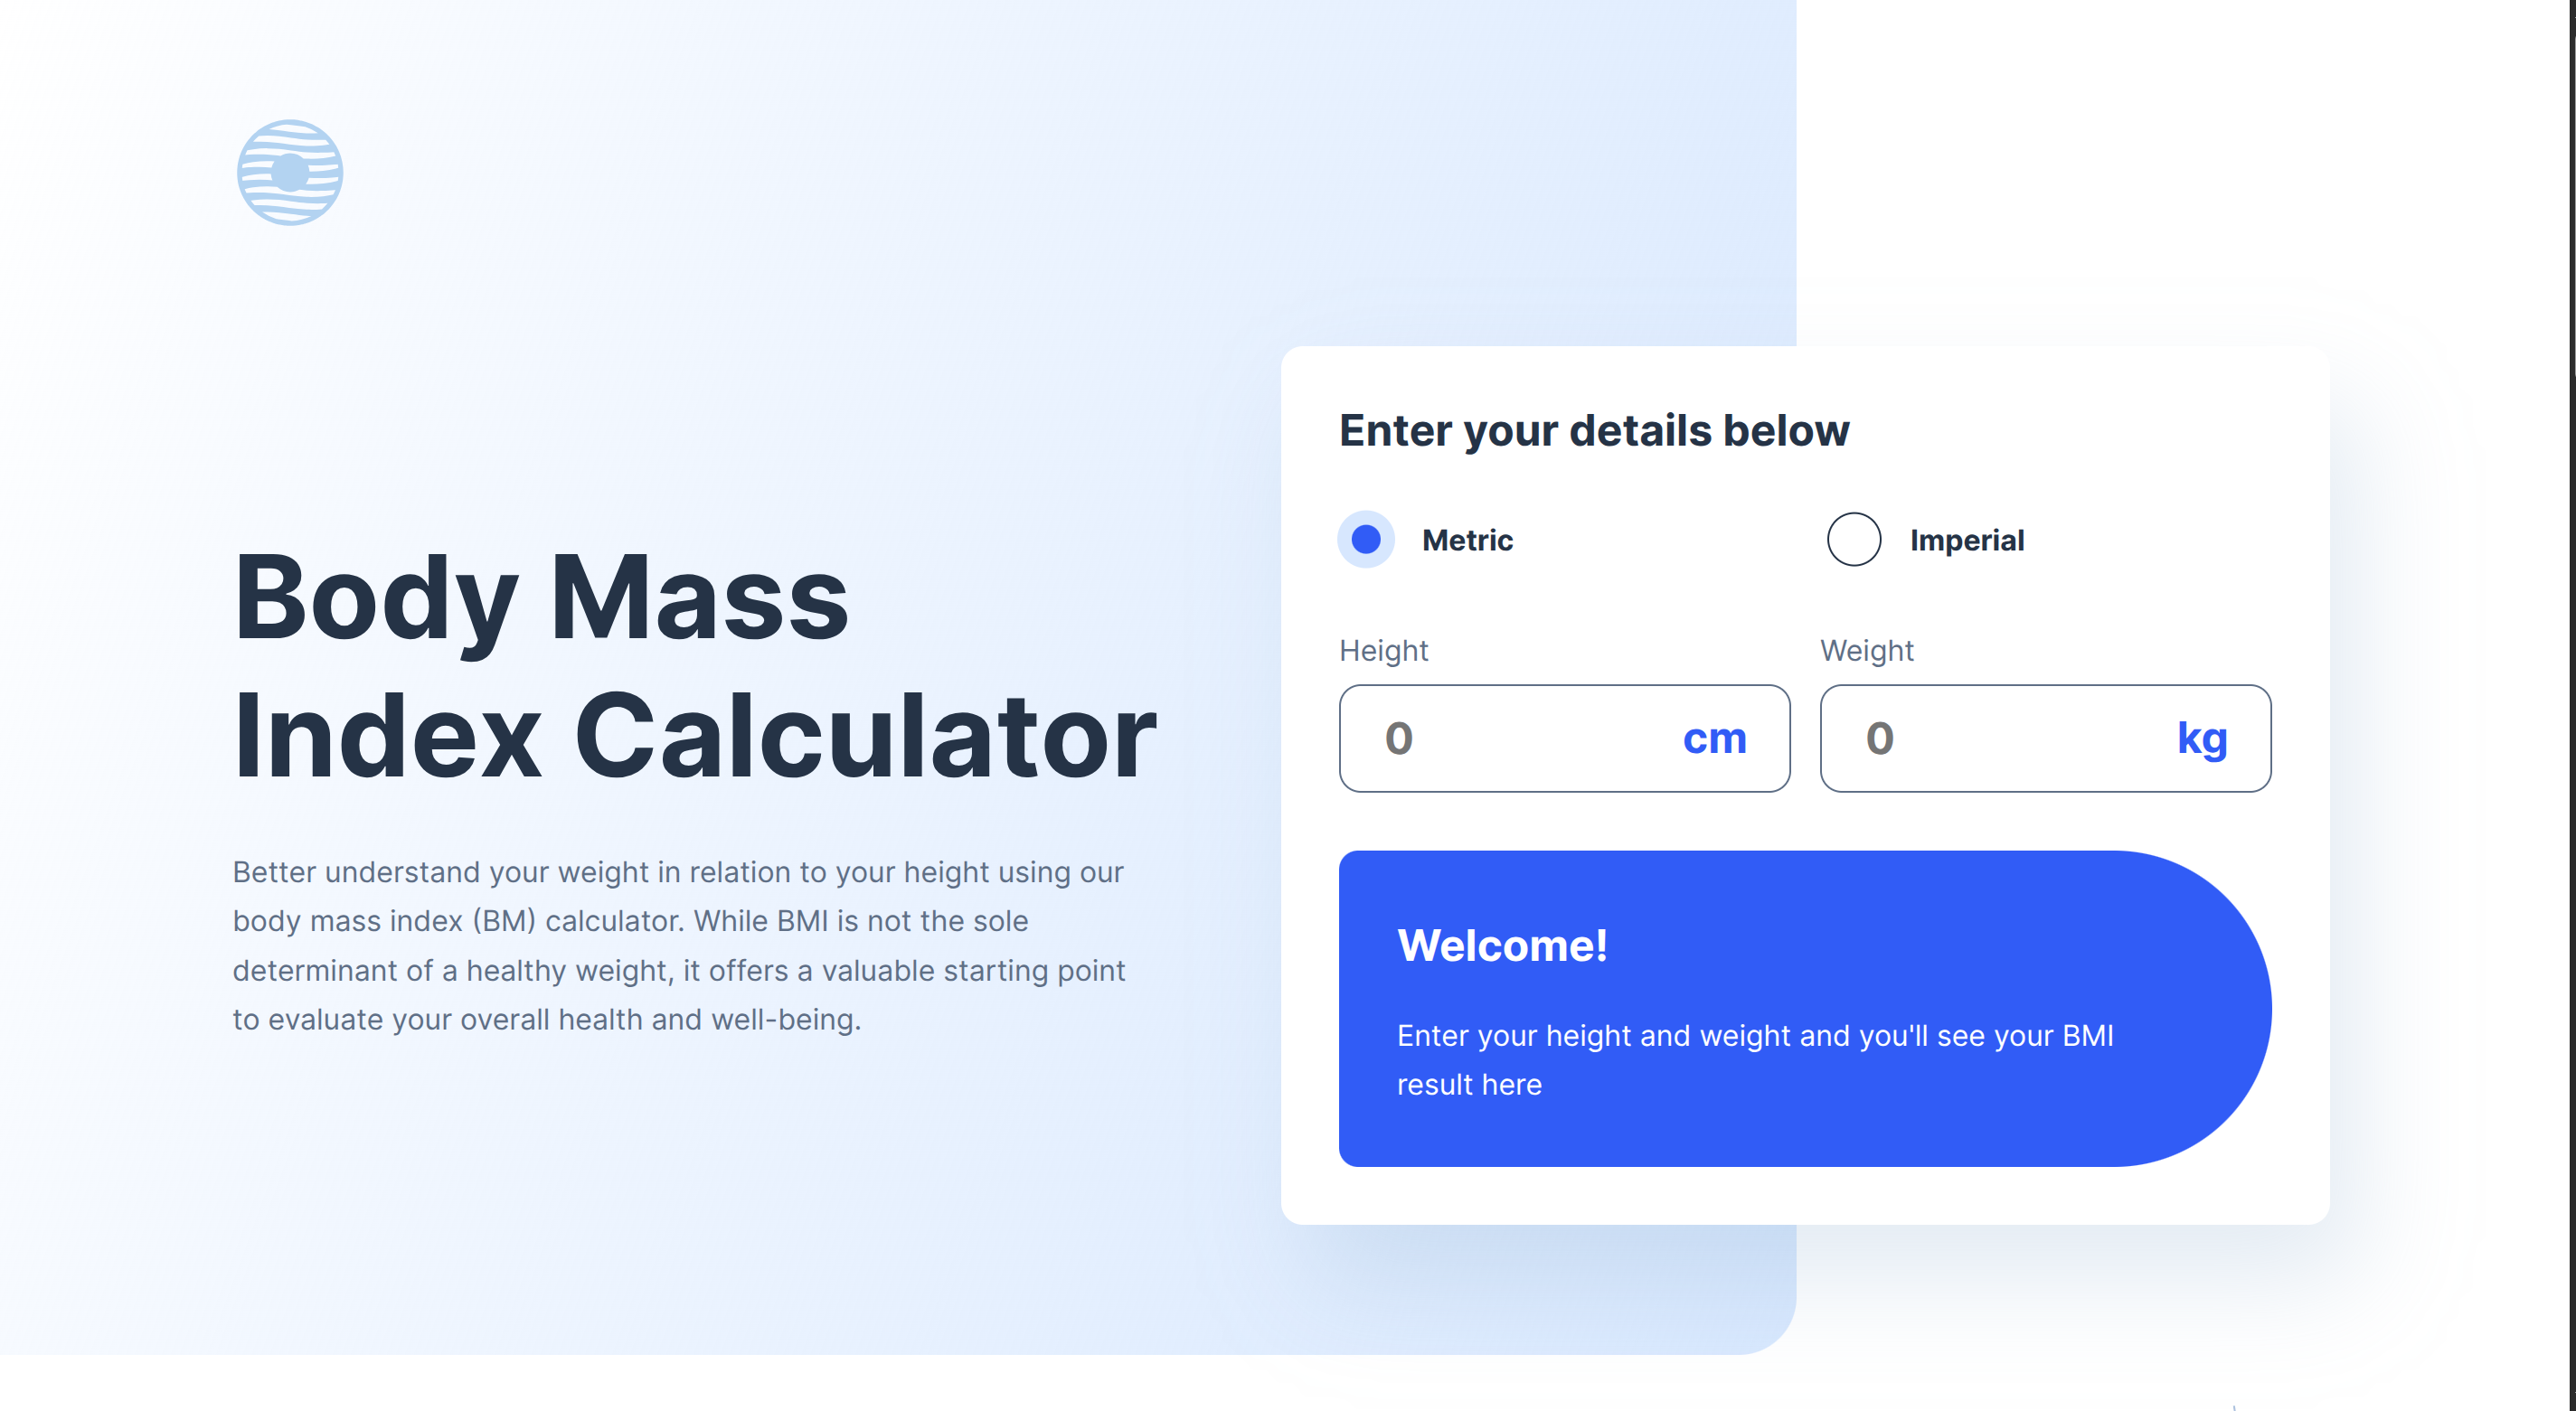 Body Mass
Index Calculator
Better understand your weight in relation to your height using our
body mass index (BM) calculator. While BMI is not the sole
determinant of a healthy weight, it offers a valuable starting point
to evaluate your overall health and well-being.
Enter your details below
Metric
Imperial
Height
Weight
0 cm
0 kg
Welcome!
Enter your height and weight and you'll see your BMI
result here